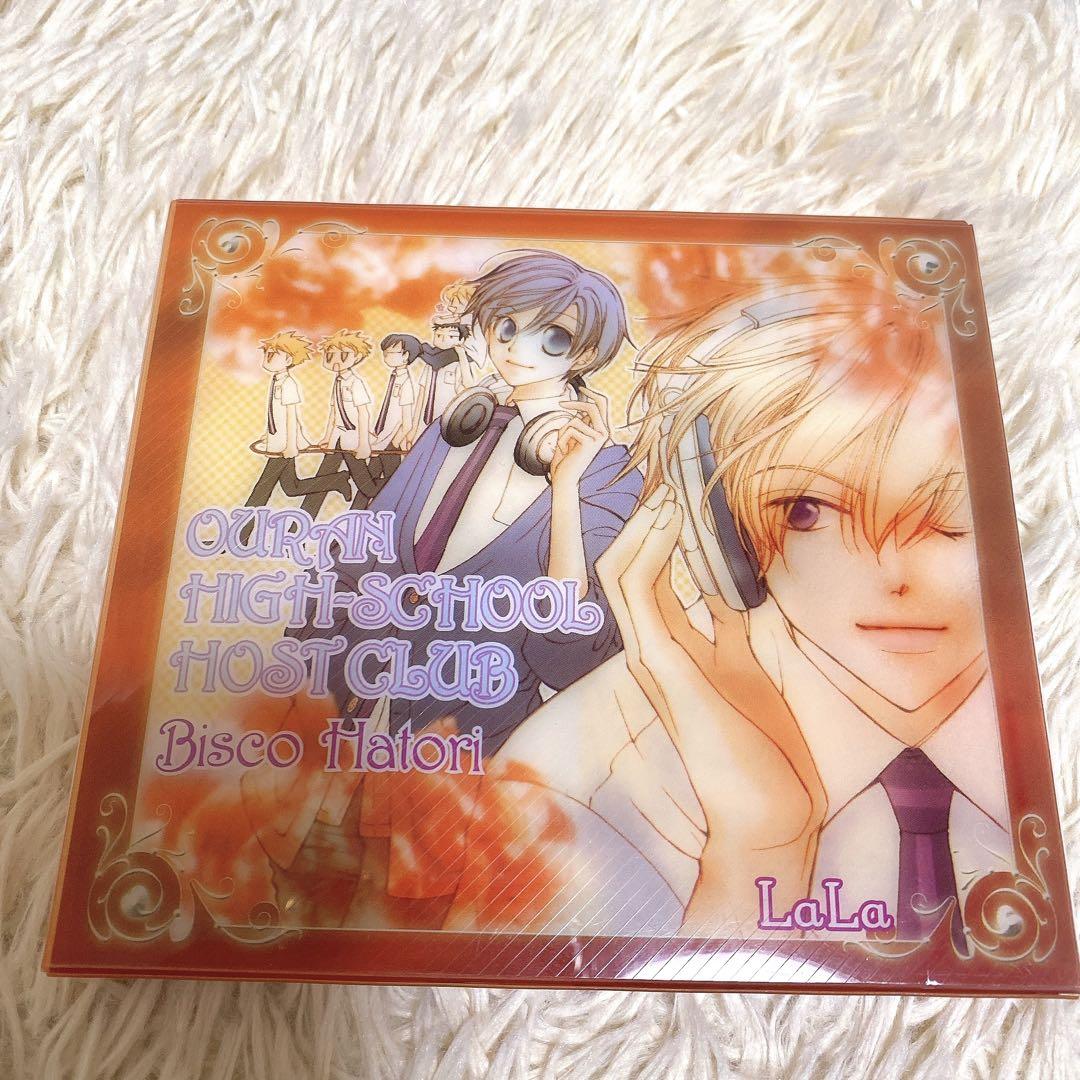 OURAN
HIGH-SCHOOL
HOST CLUB
Bisco Hatori
LaLa